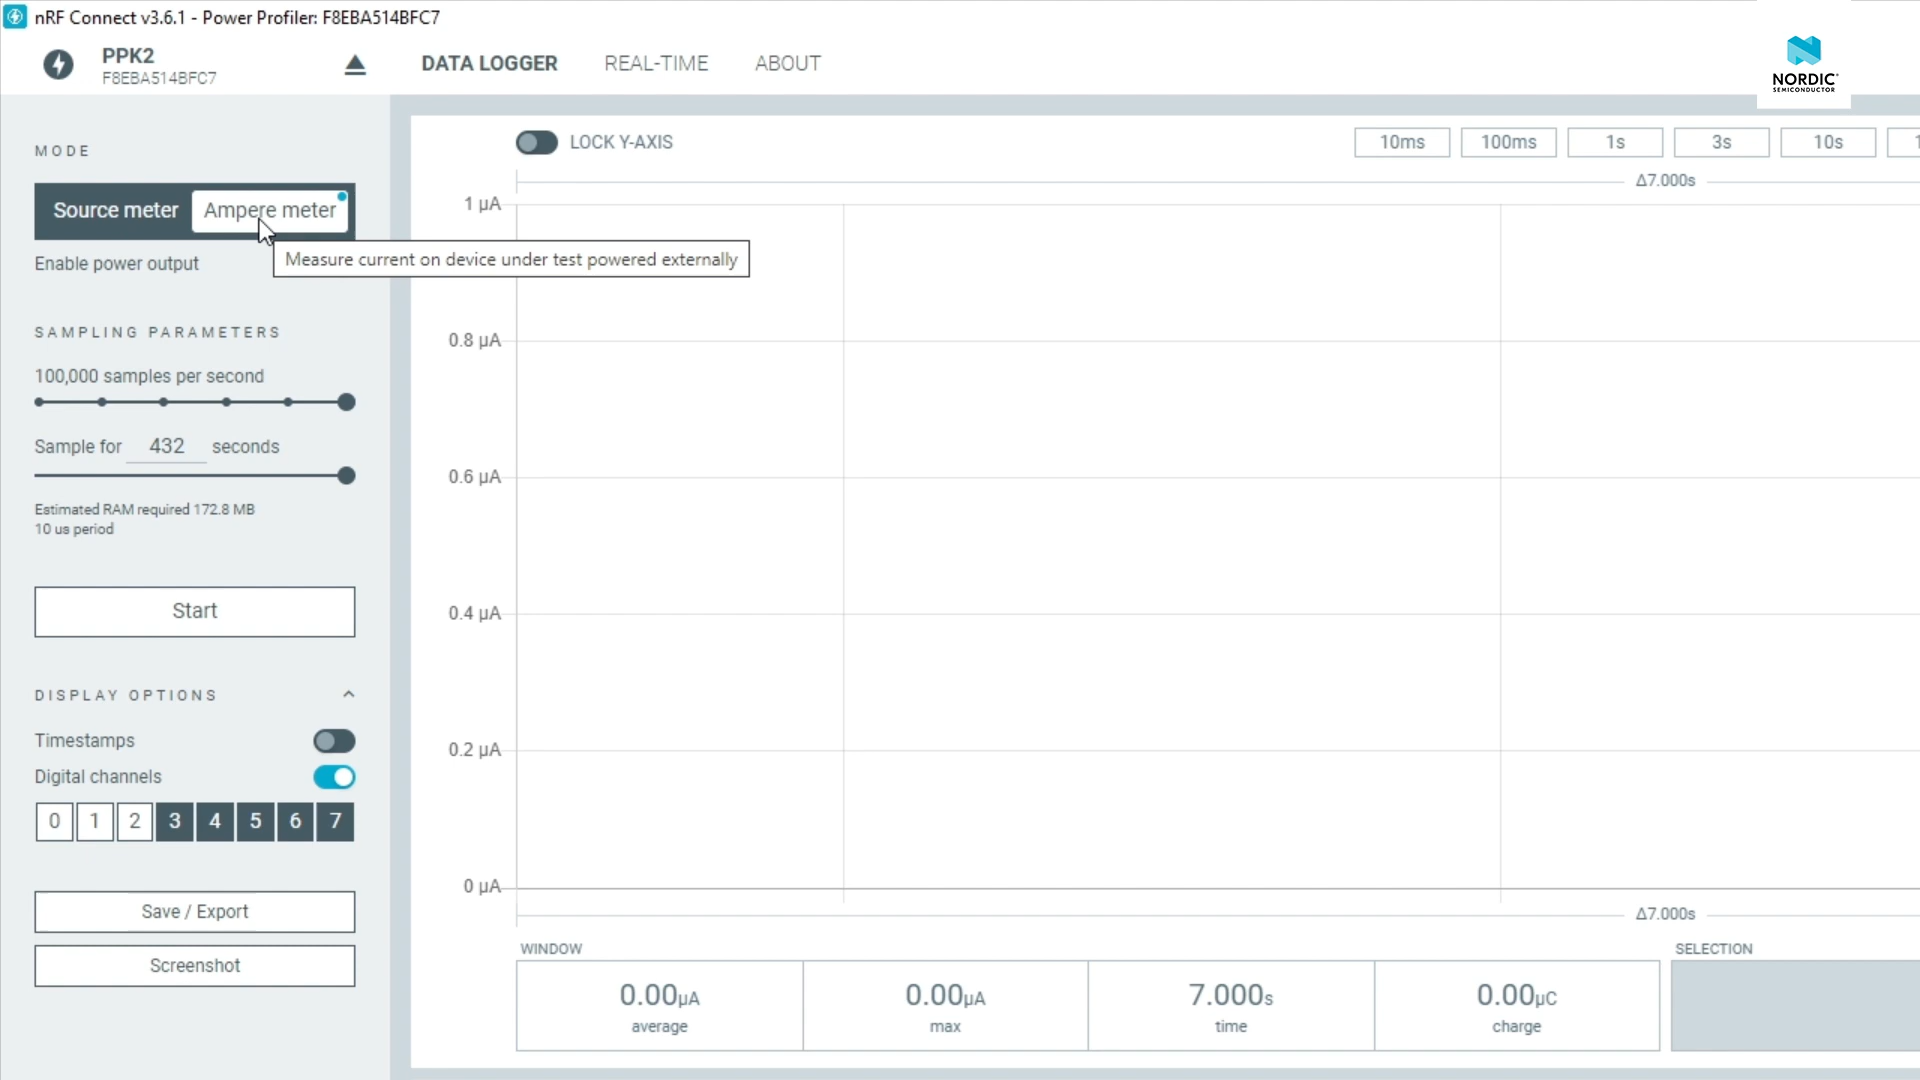 nRF Connect v3.6.1 - Power Profiler: F8EBA514BFC7
PPK2
F8EBA514BFC7
DATA LOGGER
REAL-TIME
ABOUT
NORDIC
SEMICONDUCTOR
MODE
Source meter
Ampere meter
Measure current on device under test powered externally
Enable power output
SAMPLING PARAMETERS
100,000 samples per second
Sample for 432 seconds
Estimated RAM required 172.8 MB
10 us period
Start
DISPLAY OPTIONS
Timestamps
Digital channels
0 1 2 3 4 5 6 7
Save / Export
Screenshot
LOCK Y-AXIS
10ms
100ms
1s
3s
10s
Δ7.000s
1 µA
0.8 µA
0.6 µA
0.4 µA
0.2 µA
0 µA
Δ7.000s
WINDOW
0.00µA
average
0.00µA
max
7.000s
time
0.00µC
charge
SELECTION